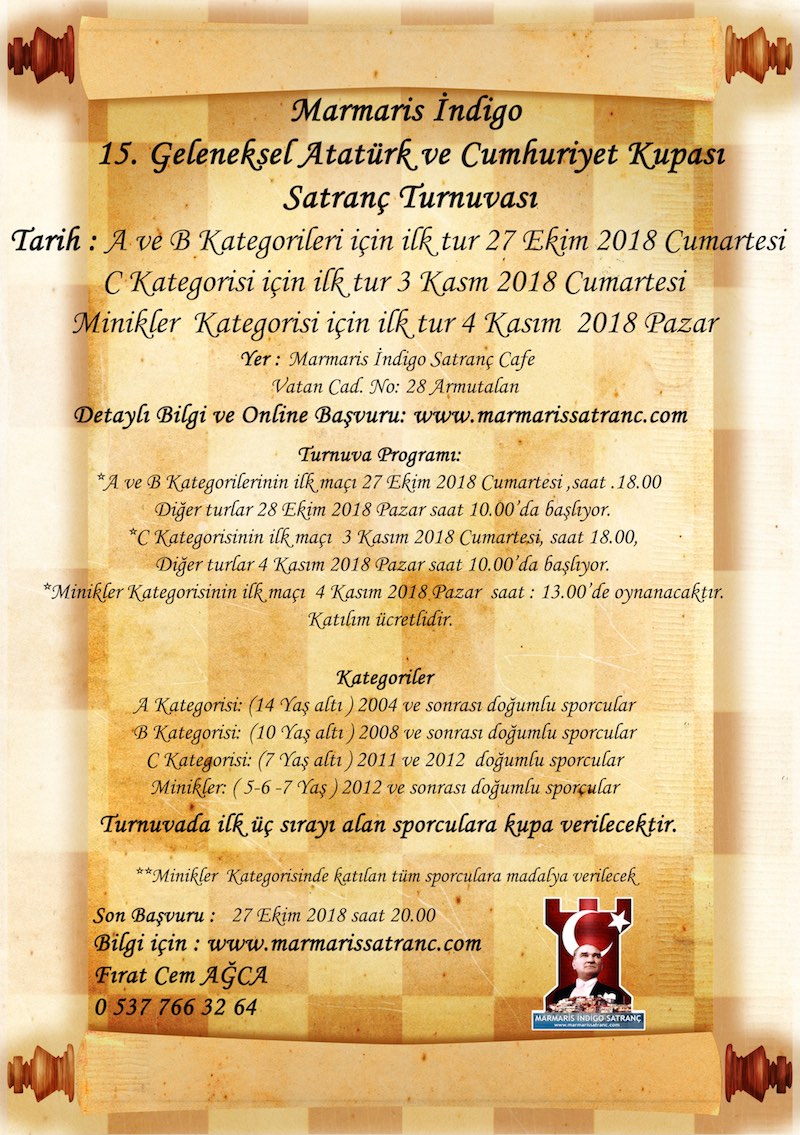 Marmaris İndigo
15. Geleneksel Atatürk ve Cumhuriyet Kupası
Satranç Turnuvası
Tarih : A ve B Kategorileri için ilk tur 27 Ekim 2018 Cumartesi
C Kategorisi için ilk tur 3 Kasm 2018 Cumartesi
Minikler Kategorisi için ilk tur 4 Kasım 2018 Pazar
Yer : Marmaris İndigo Satranç Cafe
Vatan Cad. No: 28 Armutalan
Detaylı Bilgi ve Online Başvuru: www.marmarissatranc.com
Turnuva Programı:
*A ve B Kategorilerinin ilk maçı 27 Ekim 2018 Cumartesi ,saat .18.00
Diğer turlar 28 Ekim 2018 Pazar saat 10.00’da başlıyor.
*C Kategorisinin ilk maçı 3 Kasım 2018 Cumartesi, saat 18.00,
Diğer turlar 4 Kasım 2018 Pazar saat 10.00’da başlıyor.
*Minikler Kategorisinin ilk maçı 4 Kasım 2018 Pazar saat : 13.00’de oynanacaktır.
Katılım ücretlidir.
Kategoriler
A Kategorisi: (14 Yaş altı ) 2004 ve sonrası doğumlu sporcular
B Kategorisi: (10 Yaş altı ) 2008 ve sonrası doğumlu sporcular
C Kategorisi: (7 Yaş altı ) 2011 ve 2012 doğumlu sporcular
Minikler: ( 5-6 -7 Yaş ) 2012 ve sonrası doğumlu sporcular
Turnuvada ilk üç sırayı alan sporculara kupa verilecektir.
**Minikler Kategorisinde katılan tüm sporculara madalya verilecek
Son Başvuru : 27 Ekim 2018 saat 20.00
Bilgi için : www.marmarissatranc.com
Fırat Cem AĞCA
0 537 766 32 64
MARMARIS INDIGO SATRANÇ
www.marmarissatranc.com